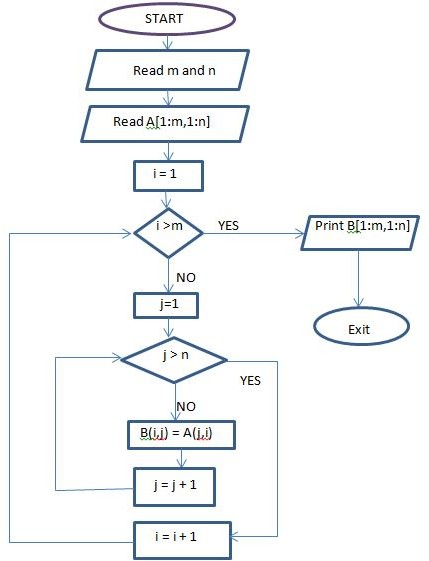 START
Read m and n
Read A[1:m,1:n]
i = 1
i >m
YES
Print B[1:m,1:n]
NO
j=1
Exit
j > n
YES
NO
B(i,j) = A(j,i)
j = j + 1
i = i + 1